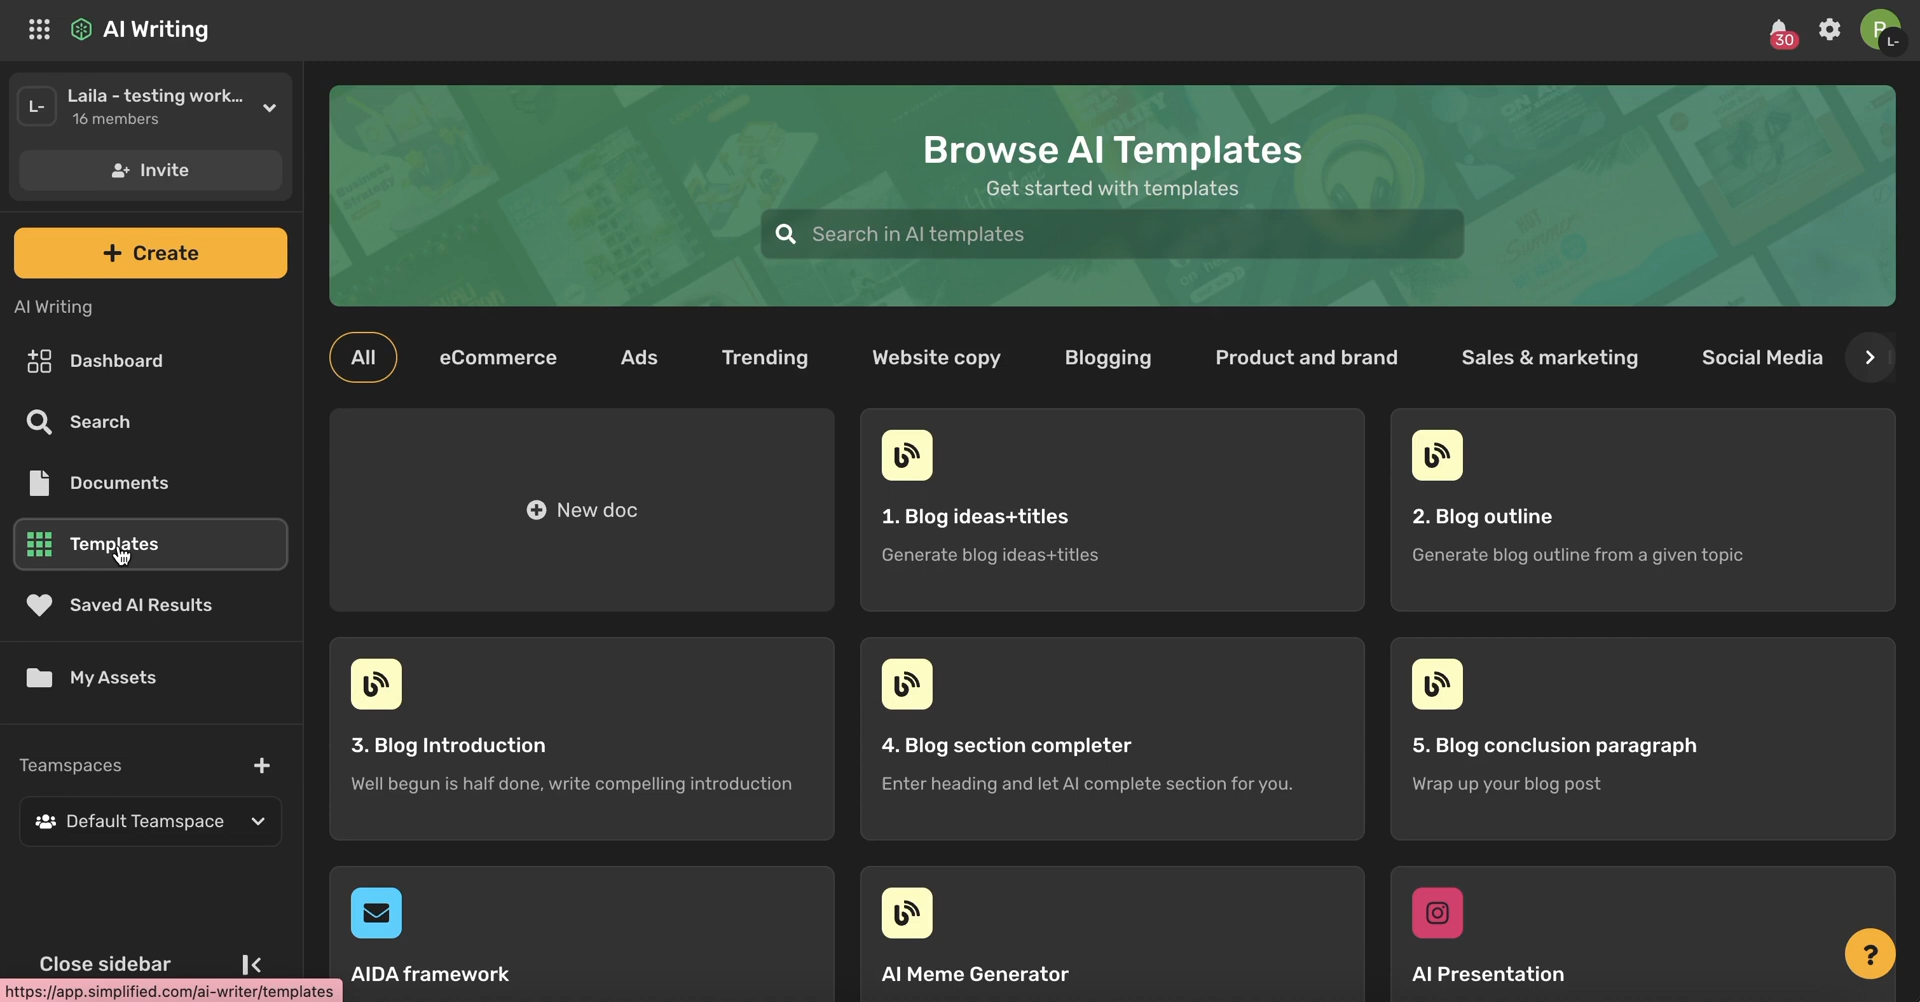 AI Writing
30
P
L-
L-
Laila - testing work...
16 members
Invite
Create
AI Writing
Dashboard
Search
Documents
Templates
Saved AI Results
My Assets
Teamspaces
Default Teamspace
Close sidebar
https://app.simplified.com/ai-writer/templates
Browse AI Templates
Get started with templates
Search in AI templates
All
eCommerce
Ads
Trending
Website copy
Blogging
Product and brand
Sales & marketing
Social Media
New doc
1. Blog ideas+titles
Generate blog ideas+titles
2. Blog outline
Generate blog outline from a given topic
3. Blog Introduction
Well begun is half done, write compelling introduction
4. Blog section completer
Enter heading and let AI complete section for you.
5. Blog conclusion paragraph
Wrap up your blog post
AIDA framework
AI Meme Generator
AI Presentation
?